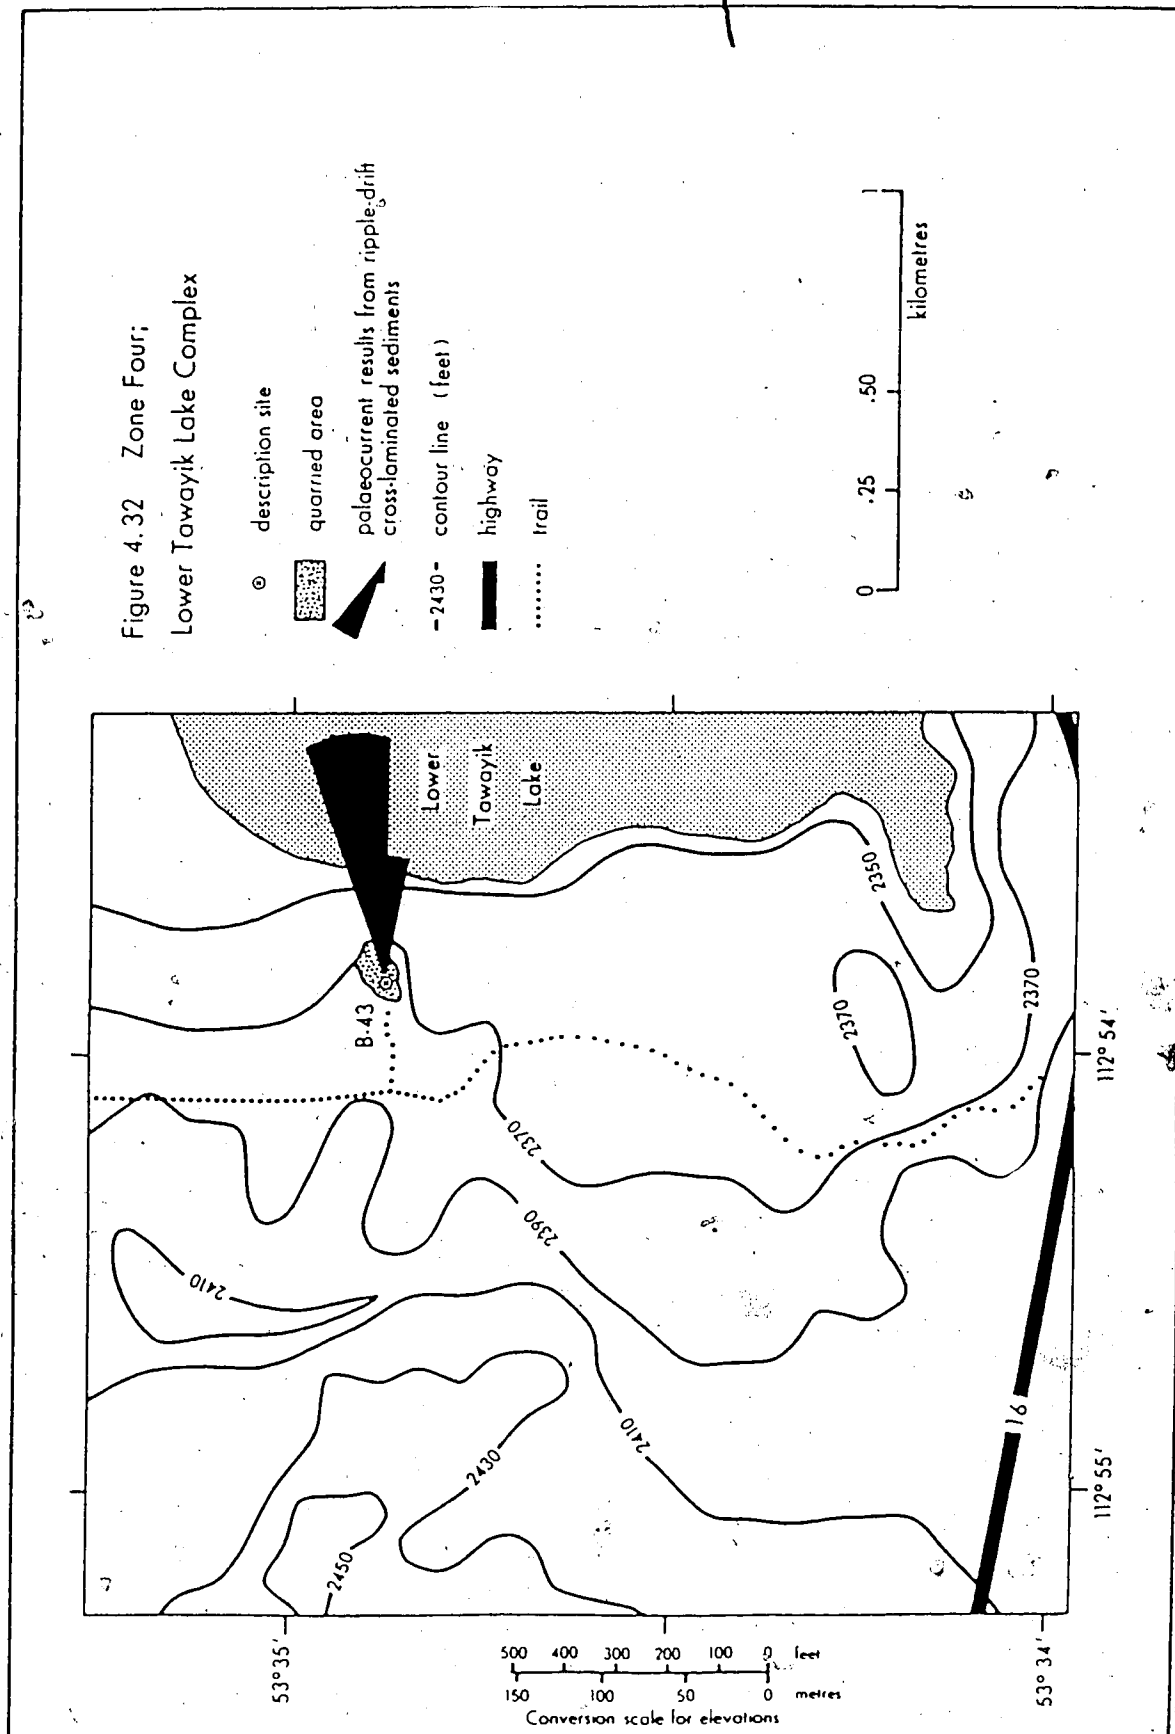 Figure 4.32 Zone Four;
Lower Tawayik Lake Complex
description site
quarried area
palaeocurrent results from ripple-drift
cross-laminated sediments
-2430- contour line (feet)
highway
trail
0 .25 .50 1
kilometres
Lower
Tawayik
Lake
B-43
2350
2370
2370
2370
2390
2410
2410
2430
2450
16
112° 54'
112° 55'
53° 35'
53° 34'
500 400 300 200 100 0 feet
150 100 50 0 metres
Conversion scale for elevations